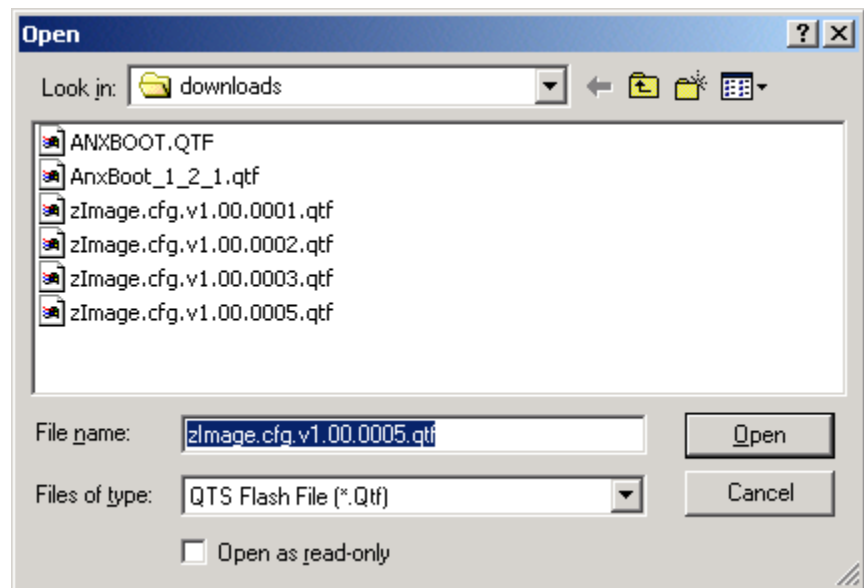 Open
Look in: downloads
ANXBOOT.QTF
AnxBoot_1_2_1.qtf
zImage.cfg.v1.00.0001.qtf
zImage.cfg.v1.00.0002.qtf
zImage.cfg.v1.00.0003.qtf
zImage.cfg.v1.00.0005.qtf
File name: zImage.cfg.v1.00.0005.qtf Open
Files of type: QTS Flash File (*.Qtf) Cancel
Open as read-only